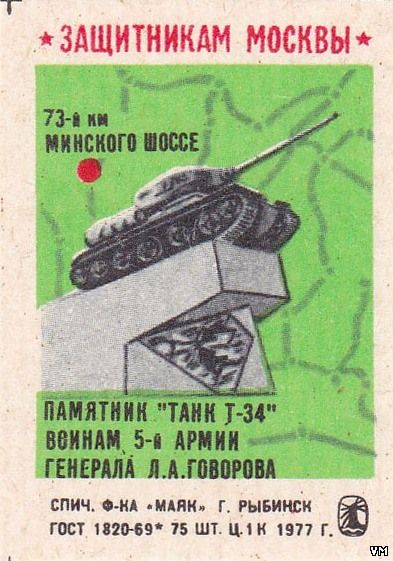 ★ ЗАЩИТНИКАМ МОСКВЫ ★
73-й км
МИНСКОГО ШОССЕ
ПАМЯТНИК "ТАНК Т-34"
ВОИНАМ 5-й АРМИИ
ГЕНЕРАЛА Л.А.ГОВОРОВА
СПИЧ. Ф-КА «МАЯК» Г. РЫБИНСК
ГОСТ 1820-69* 75 ШТ. Ц.1 К 1977 Г.
VM